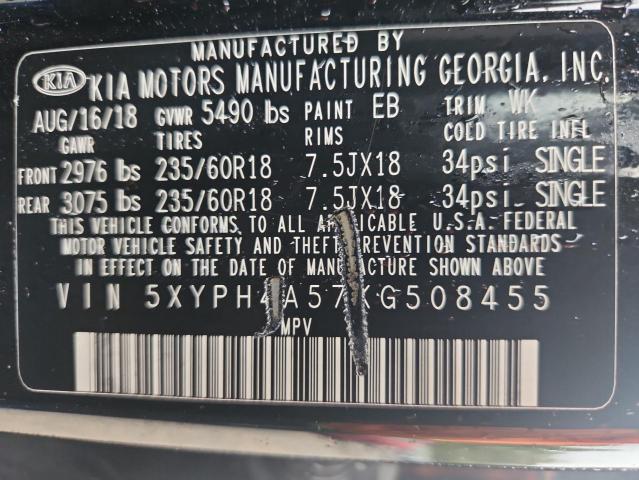 MANUFACTURED BY
KIA KIA MOTORS MANUFACTURING GEORGIA, INC.
AUG/16/18 GVWR 5490 lbs PAINT EB TRIM WK
GAWR TIRES RIMS COLD TIRE INFL
FRONT 2976 lbs 235/60R18 7.5JX18 34psi SINGLE
REAR 3075 lbs 235/60R18 7.5JX18 34psi SINGLE
THIS VEHICLE CONFORMS TO ALL APPLICABLE U.S.A. FEDERAL
MOTOR VEHICLE SAFETY AND THEFT PREVENTION STANDARDS
IN EFFECT ON THE DATE OF MANUFACTURE SHOWN ABOVE
VIN 5XYPH4A57KG508455
MPV